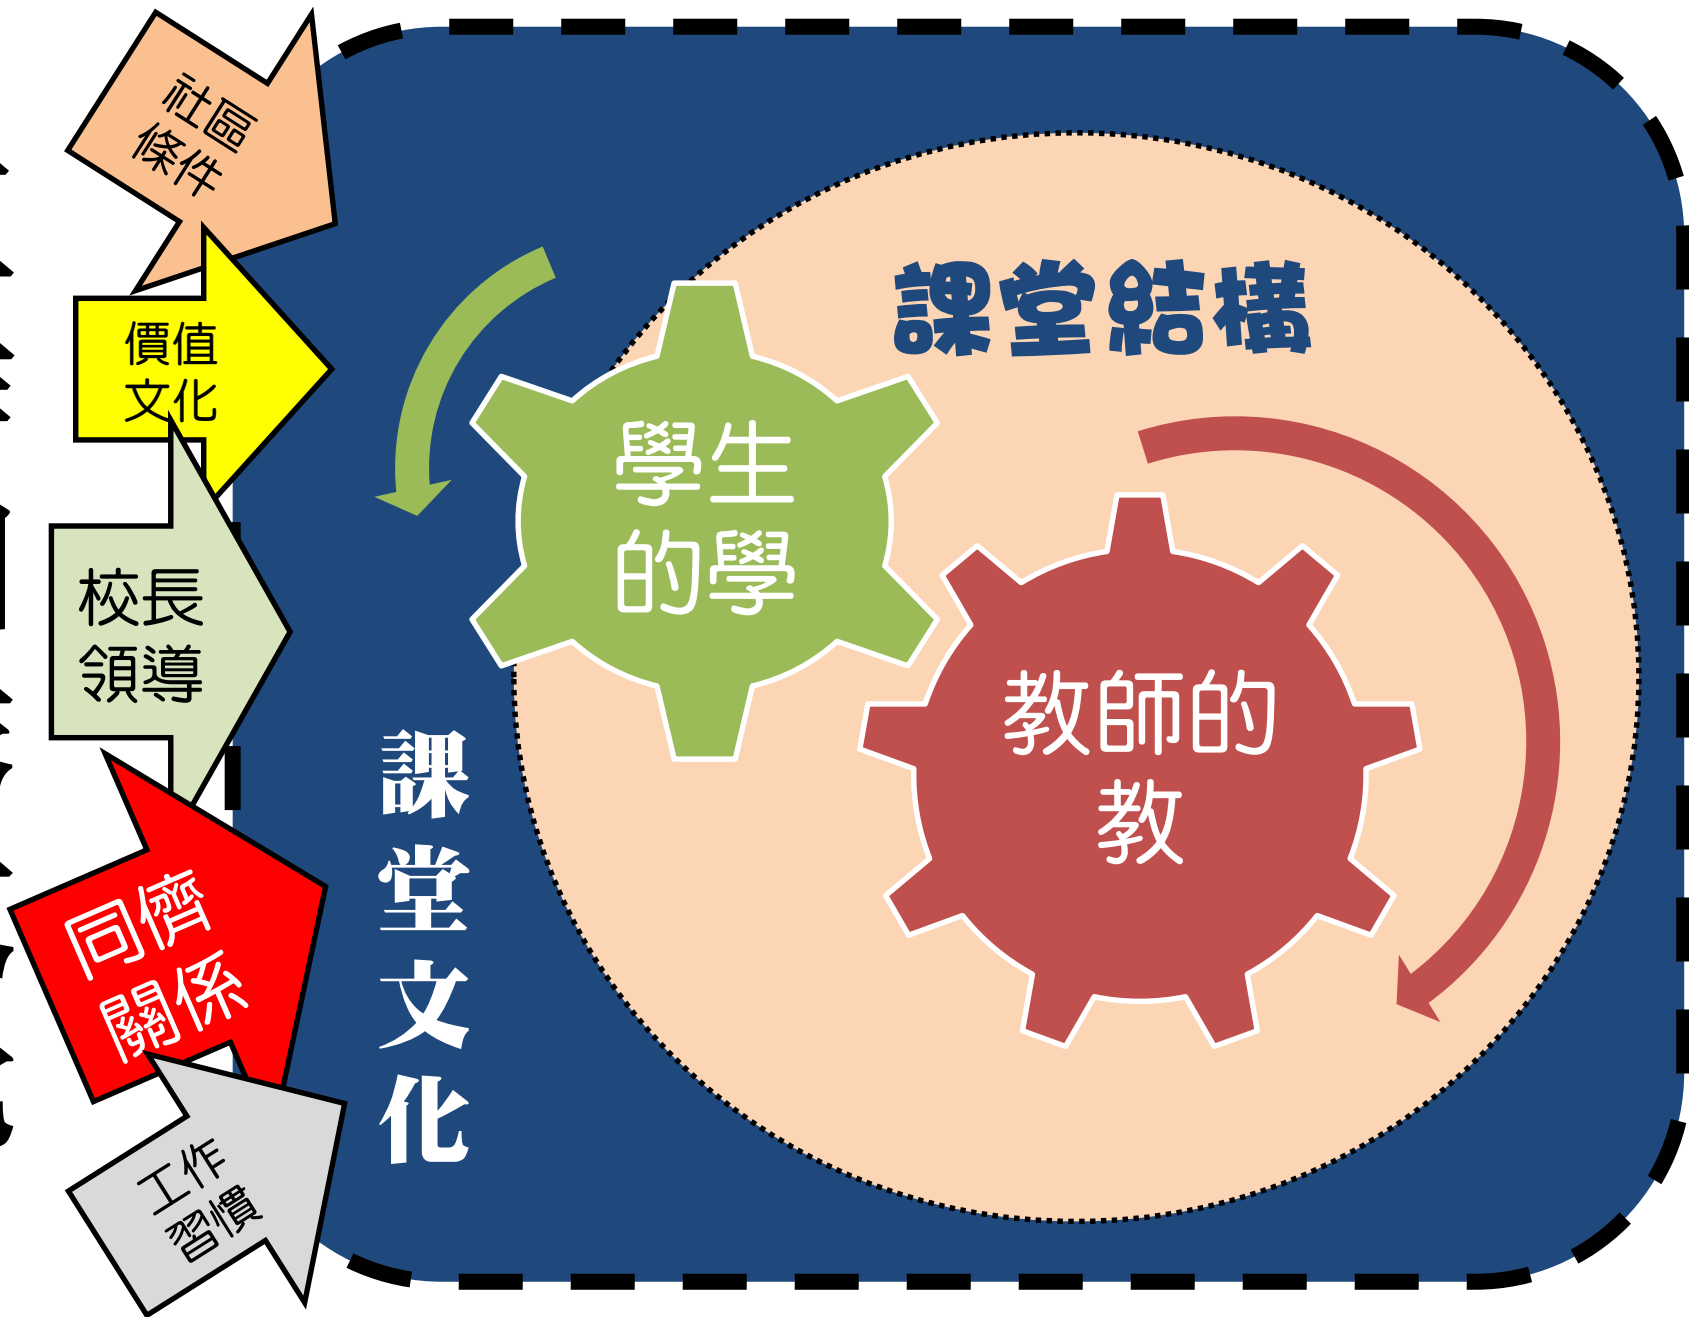 社區
條件
價值
文化
校長
領導
同儕
關係
工作
習慣
課堂文化
課堂結構
學生
的學
教師的
教